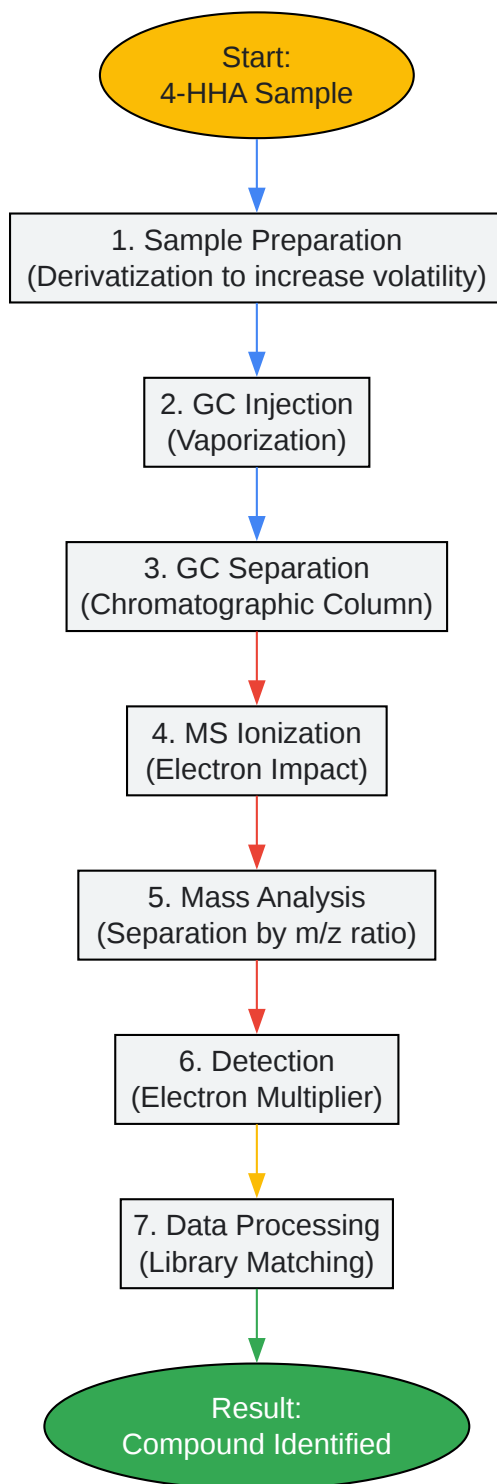 Start:
4-HHA Sample
1. Sample Preparation
(Derivatization to increase volatility)
2. GC Injection
(Vaporization)
3. GC Separation
(Chromatographic Column)
4. MS Ionization
(Electron Impact)
5. Mass Analysis
(Separation by m/z ratio)
6. Detection
(Electron Multiplier)
7. Data Processing
(Library Matching)
Result:
Compound Identified